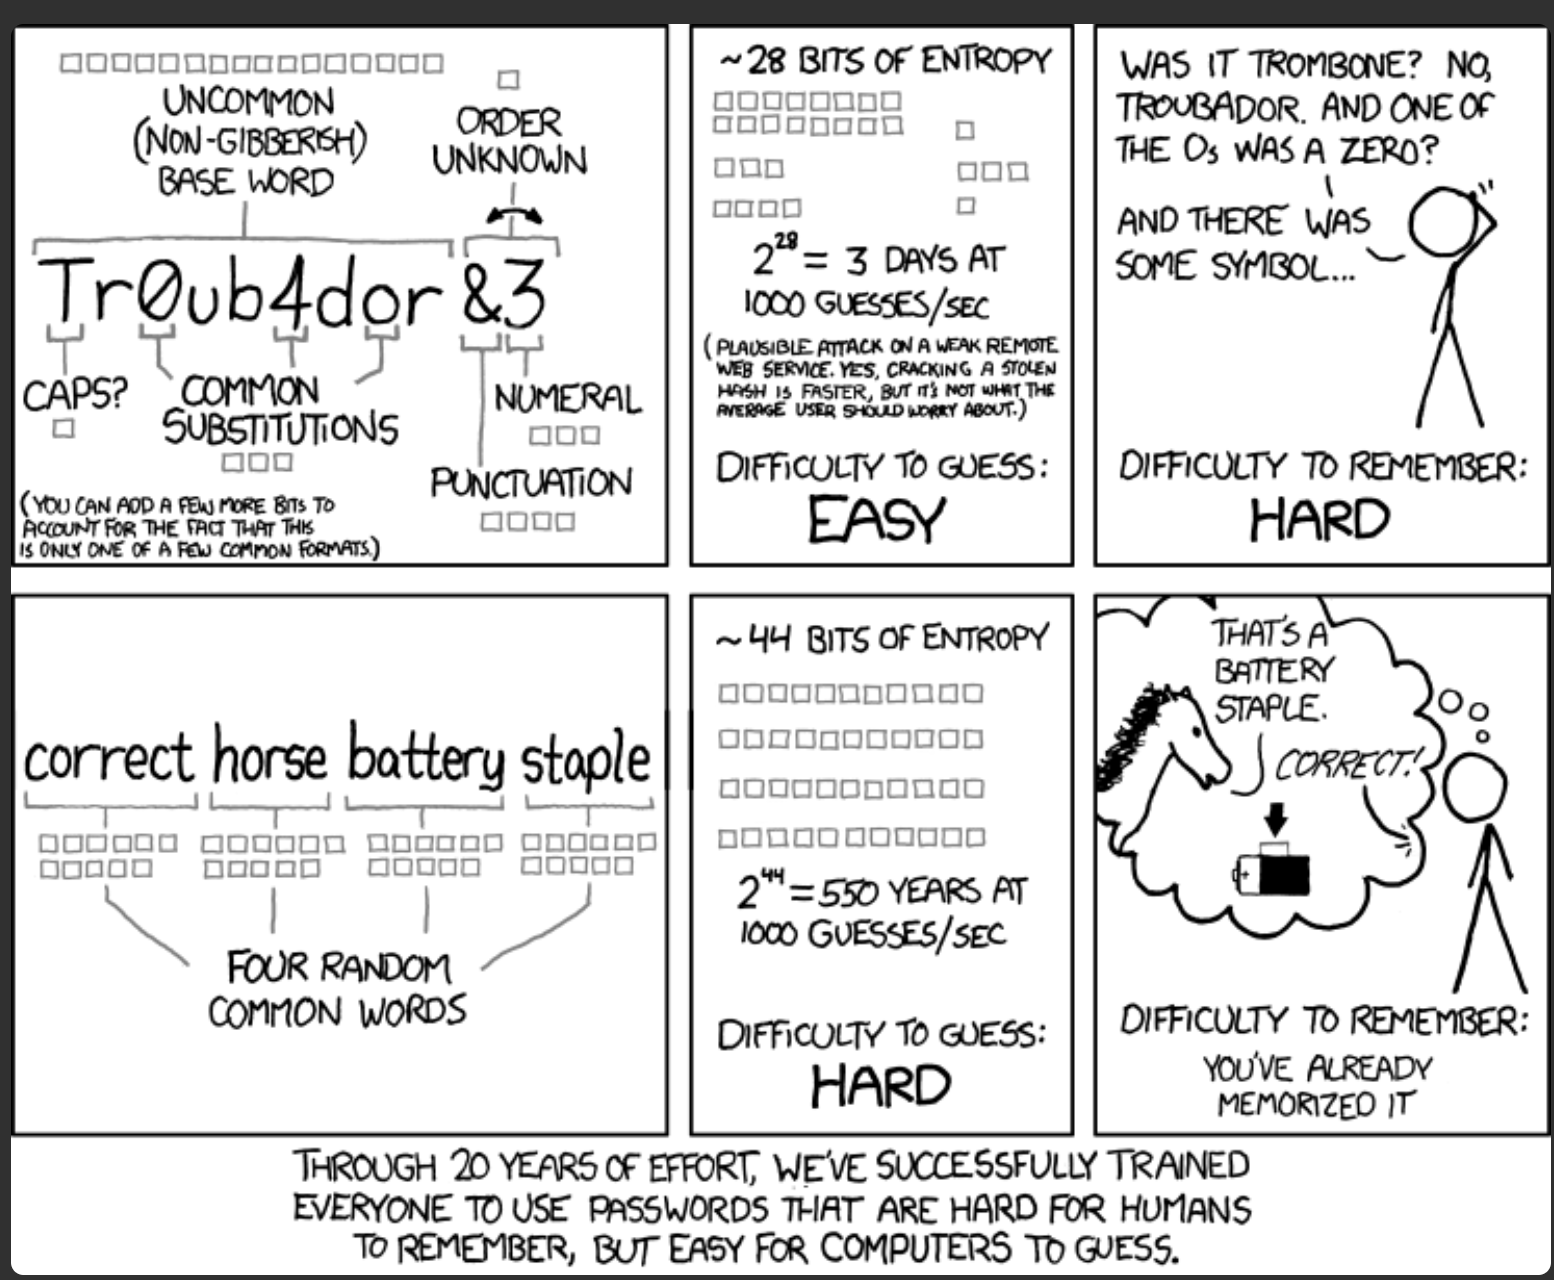 UNCOMMON
(NON-GIBBERISH)
BASE WORD
ORDER
UNKNOWN
Tr0ub4dor &3
CAPS?
COMMON
SUBSTITUTIONS
NUMERAL
PUNCTUATION
(YOU CAN ADD A FEW MORE BITS TO
ACCOUNT FOR THE FACT THAT THIS
IS ONLY ONE OF A FEW COMMON FORMATS.)
~28 BITS OF ENTROPY
2^28 = 3 DAYS AT
1000 GUESSES/SEC
(PLAUSIBLE ATTACK ON A WEAK REMOTE
WEB SERVICE. YES, CRACKING A STOLEN
HASH IS FASTER, BUT IT'S NOT WHAT THE
AVERAGE USER SHOULD WORRY ABOUT.)
DIFFICULTY TO GUESS:
EASY
WAS IT TROMBONE? NO,
TROUBADOR. AND ONE OF
THE Os WAS A ZERO?
AND THERE WAS
SOME SYMBOL...
DIFFICULTY TO REMEMBER:
HARD
correct horse battery staple
FOUR RANDOM
COMMON WORDS
~44 BITS OF ENTROPY
2^44 = 550 YEARS AT
1000 GUESSES/SEC
DIFFICULTY TO GUESS:
HARD
THAT'S A
BATTERY
STAPLE.
CORRECT!
+
DIFFICULTY TO REMEMBER:
YOU'VE ALREADY
MEMORIZED IT
THROUGH 20 YEARS OF EFFORT, WE'VE SUCCESSFULLY TRAINED
EVERYONE TO USE PASSWORDS THAT ARE HARD FOR HUMANS
TO REMEMBER, BUT EASY FOR COMPUTERS TO GUESS.